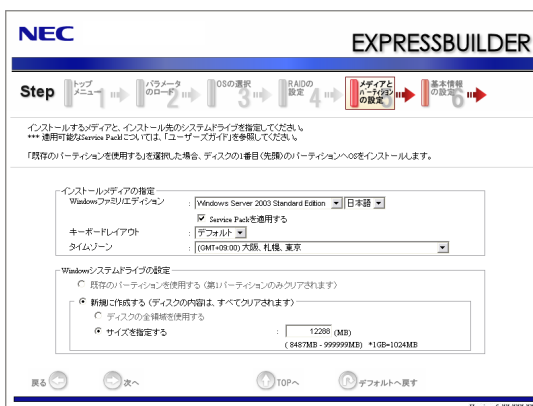 NEC
EXPRESSBUILDER
Step
トップメニュー 1
パラメータのロード 2
OSの選択 3
RAIDの設定 4
メディアとパーティションの設定
基本情報の設定 6
インストールするメディアと、インストール先のシステムドライブを指定してください。
*** 適用可能なService Packについては、「ユーザーズガイド」を参照してください。
「既存のパーティションを使用する」を選択した場合、ディスクの1番目(先頭)のパーティションへOSをインストールします。
インストールメディアの指定
Windowsファミリ/エディション : Windows Server 2003 Standard Edition 日本語
Service Packを適用する
キーボードレイアウト : デフォルト
タイムゾーン : (GMT+09:00) 大阪、札幌、東京
Windowsシステムドライブの設定
既存のパーティションを使用する (第1パーティションのみクリアされます)
新規に作成する (ディスクの内容は、すべてクリアされます)
ディスクの全領域を使用する
サイズを指定する : 12288 (MB)
(8487MB - 999999MB) *1GB=1024MB
戻る
次へ
TOPへ
デフォルトへ戻す